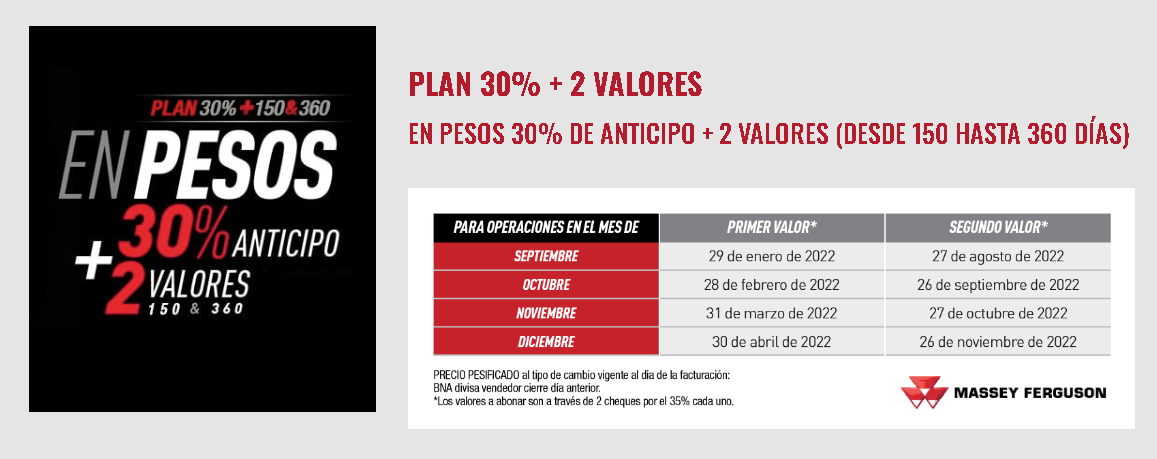 PLAN 30% + 150 & 360
EN PESOS
+ 30% ANTICIPO
2 VALORES
150 & 360
PLAN 30% + 2 VALORES
EN PESOS 30% DE ANTICIPO + 2 VALORES (DESDE 150 HASTA 360 DÍAS)
PARA OPERACIONES EN EL MES DE PRIMER VALOR* SEGUNDO VALOR*
SEPTIEMBRE 29 de enero de 2022 27 de agosto de 2022
OCTUBRE 28 de febrero de 2022 26 de septiembre de 2022
NOVIEMBRE 31 de marzo de 2022 27 de octubre de 2022
DICIEMBRE 30 de abril de 2022 26 de noviembre de 2022
PRECIO PESIFICADO al tipo de cambio vigente al dia de la facturación:
BNA divisa vendedor cierre día anterior.
*Los valores a abonar son a través de 2 cheques por el 35% cada uno.
MASSEY FERGUSON